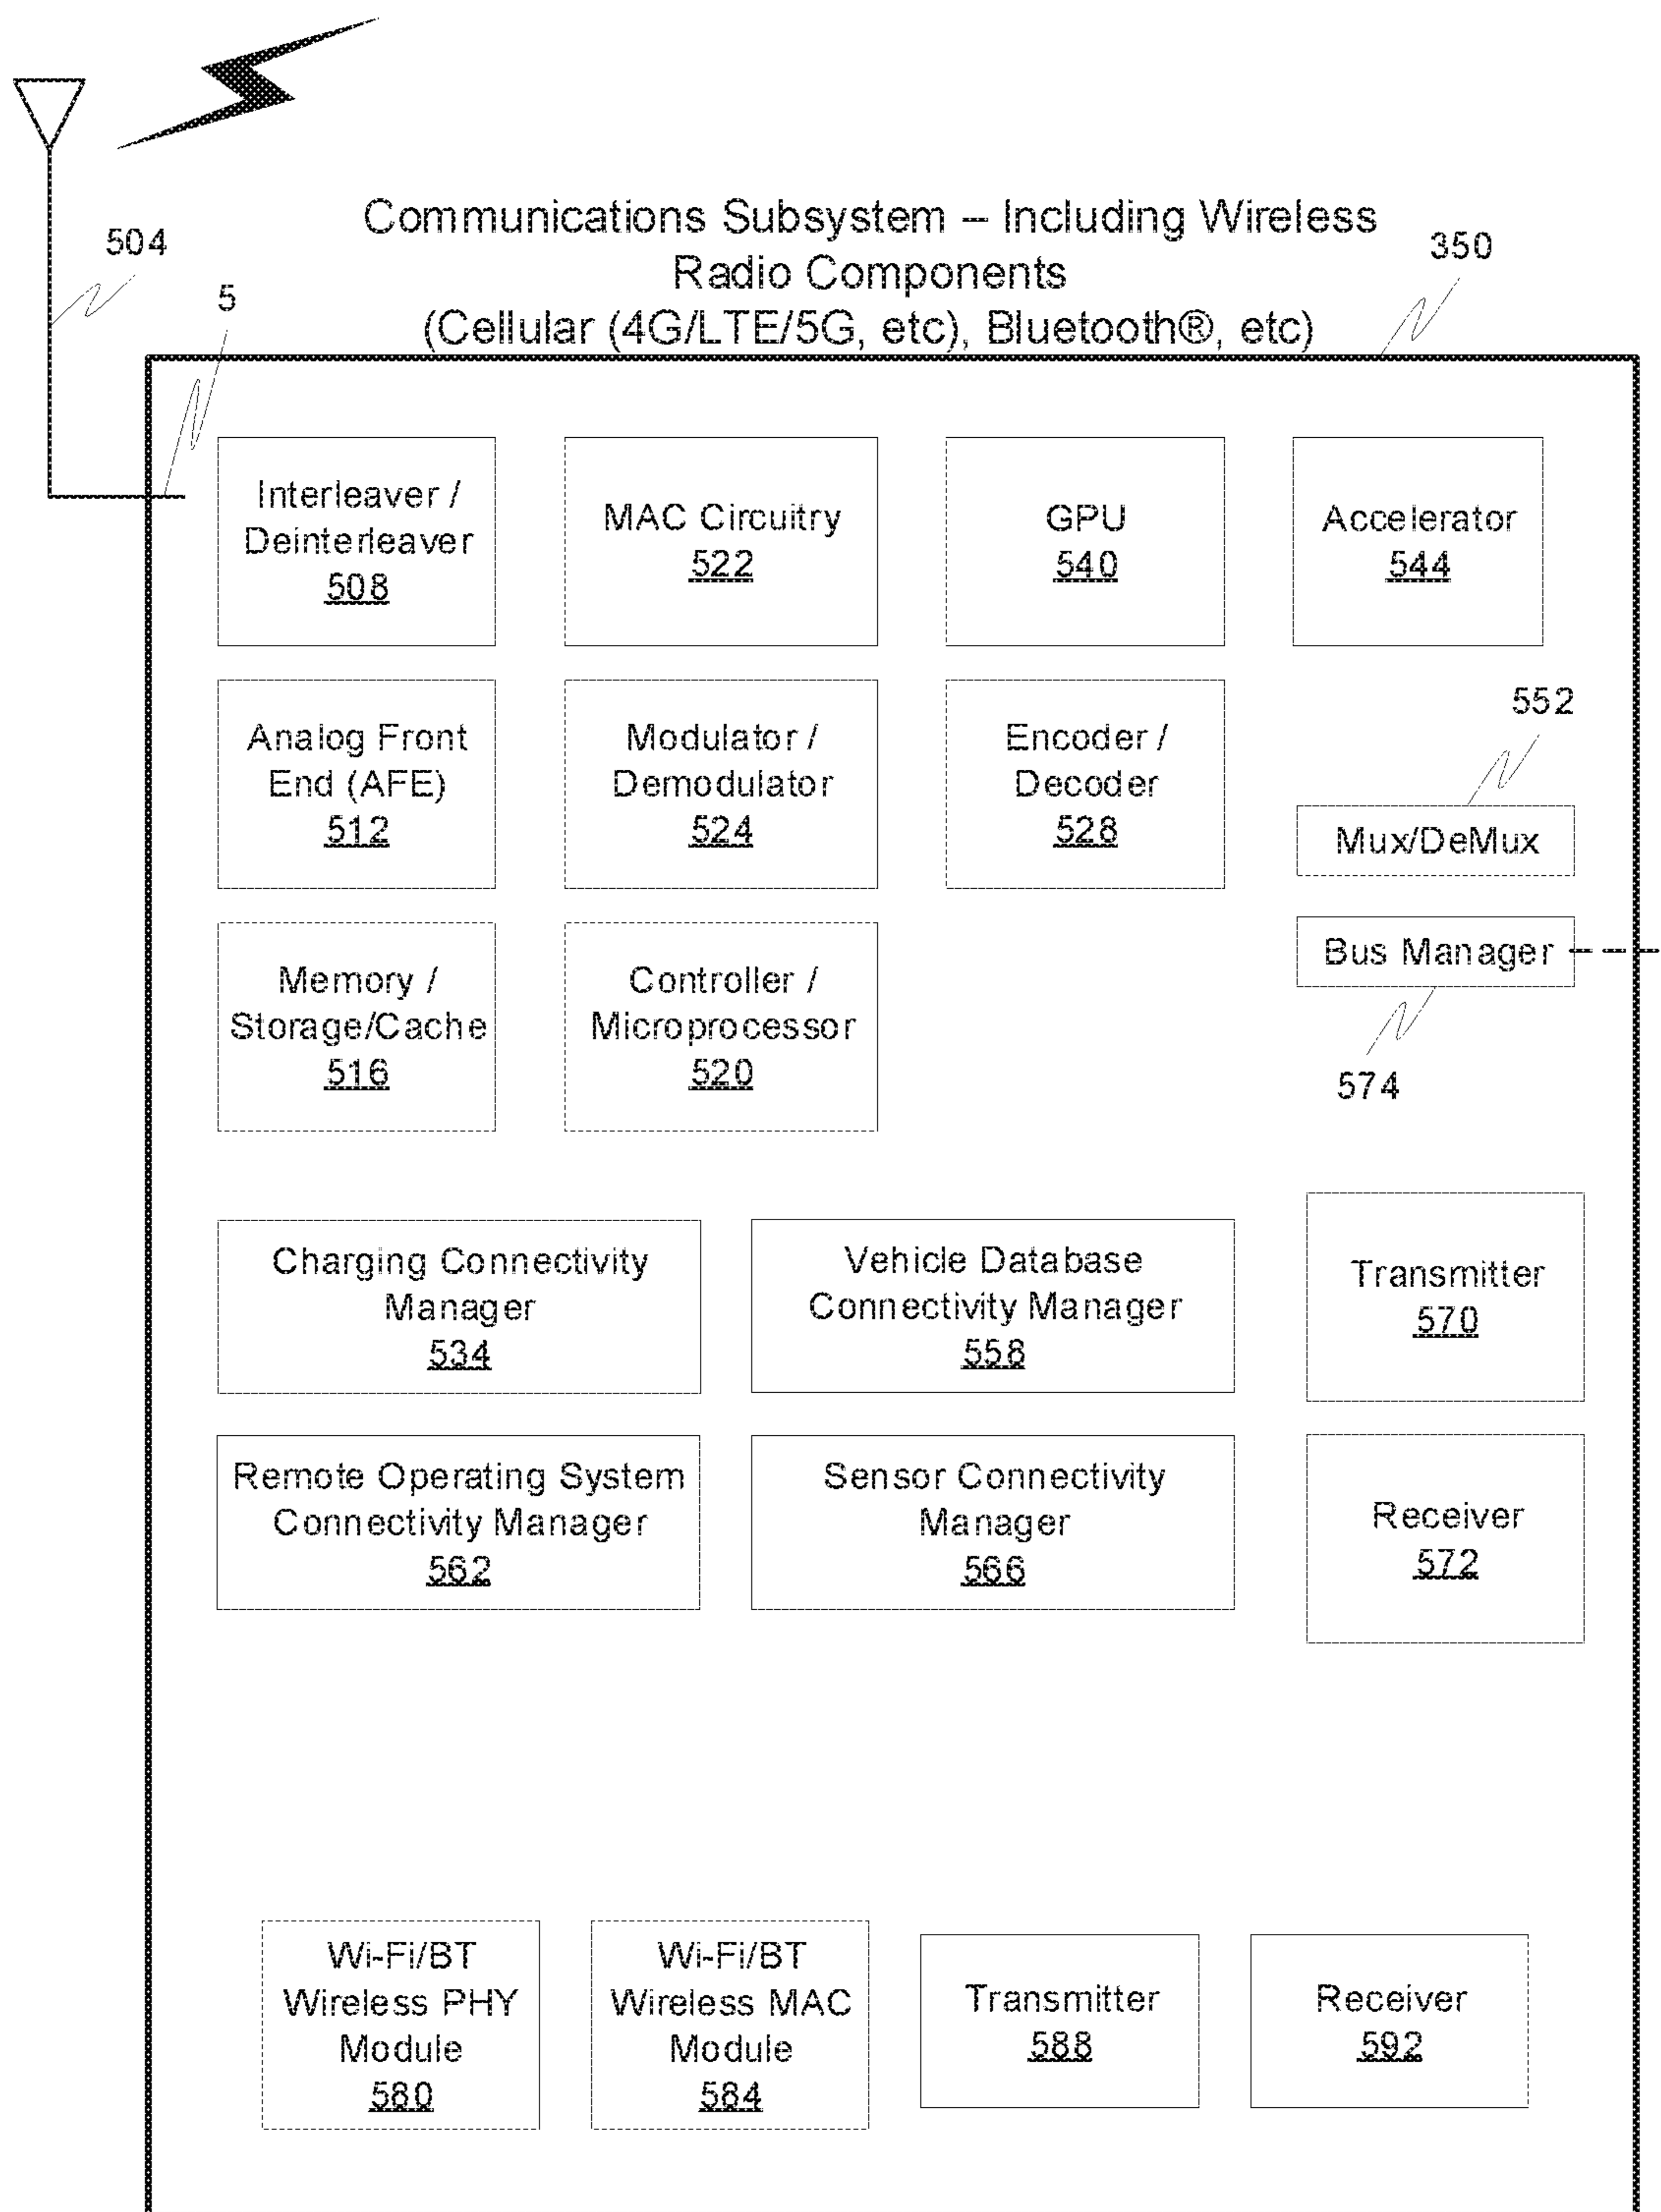 Communications Subsystem – Including Wireless
Radio Components
(Cellular (4G/LTE/5G, etc), Bluetooth®, etc)
504
5
350
Interleaver /
Deinterleaver
508
MAC Circuitry
522
GPU
540
Accelerator
544
Analog Front
End (AFE)
512
Modulator /
Demodulator
524
Encoder /
Decoder
528
552
Mux/DeMux
Bus Manager
574
Memory /
Storage/Cache
516
Controller /
Microprocessor
520
Charging Connectivity
Manager
534
Vehicle Database
Connectivity Manager
558
Transmitter
570
Remote Operating System
Connectivity Manager
562
Sensor Connectivity
Manager
566
Receiver
572
Wi-Fi/BT
Wireless PHY
Module
580
Wi-Fi/BT
Wireless MAC
Module
584
Transmitter
588
Receiver
592